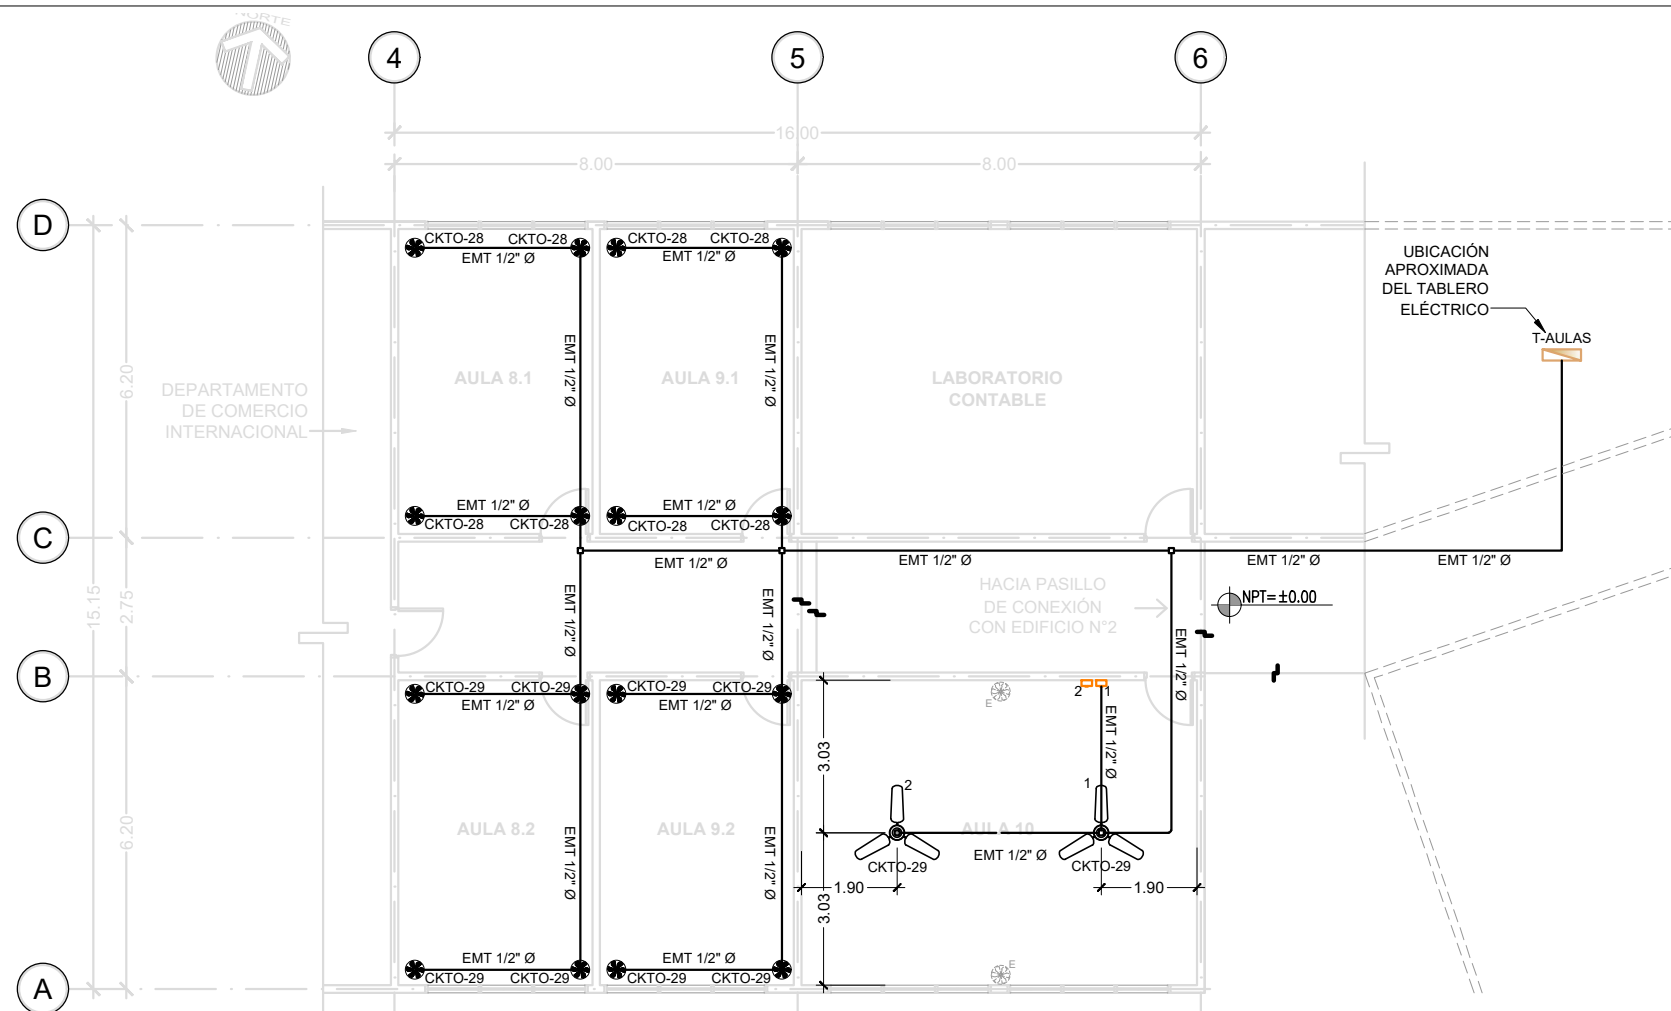 NORTE
4
5
6
16.00
8.00
8.00
D
CKTO-28
CKTO-28
CKTO-28
CKTO-28
EMT 1/2" Ø
EMT 1/2" Ø
UBICACIÓN
APROXIMADA
DEL TABLERO
ELÉCTRICO
T-AULAS
6.20
EMT 1/2" Ø
EMT 1/2" Ø
AULA 8.1
AULA 9.1
LABORATORIO
CONTABLE
DEPARTAMENTO
DE COMERCIO
INTERNACIONAL
EMT 1/2" Ø
EMT 1/2" Ø
CKTO-28
CKTO-28
CKTO-28
CKTO-28
C
EMT 1/2" Ø
EMT 1/2" Ø
EMT 1/2" Ø
EMT 1/2" Ø
15.15
2.75
EMT 1/2" Ø
EMT 1/2" Ø
HACIA PASILLO
DE CONEXIÓN
CON EDIFICIO N°2
NPT=±0.00
EMT 1/2" Ø
B
CKTO-29
CKTO-29
CKTO-29
CKTO-29
EMT 1/2" Ø
EMT 1/2" Ø
E
2
1
EMT 1/2" Ø
3.03
2
1
6.20
AULA 8.2
EMT 1/2" Ø
AULA 9.2
EMT 1/2" Ø
AULA 10
EMT 1/2" Ø
CKTO-29
CKTO-29
1.90
1.90
3.03
EMT 1/2" Ø
EMT 1/2" Ø
E
CKTO-29
CKTO-29
CKTO-29
CKTO-29
A